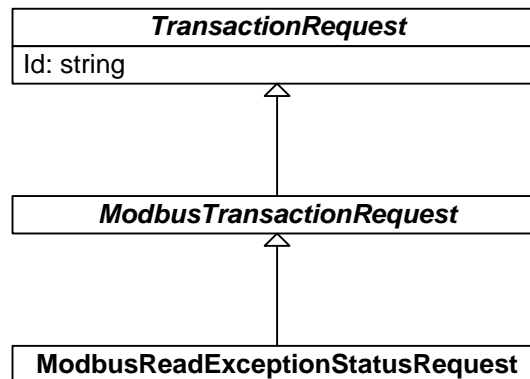 TransactionRequest
Id: string
ModbusTransactionRequest
ModbusReadExceptionStatusRequest